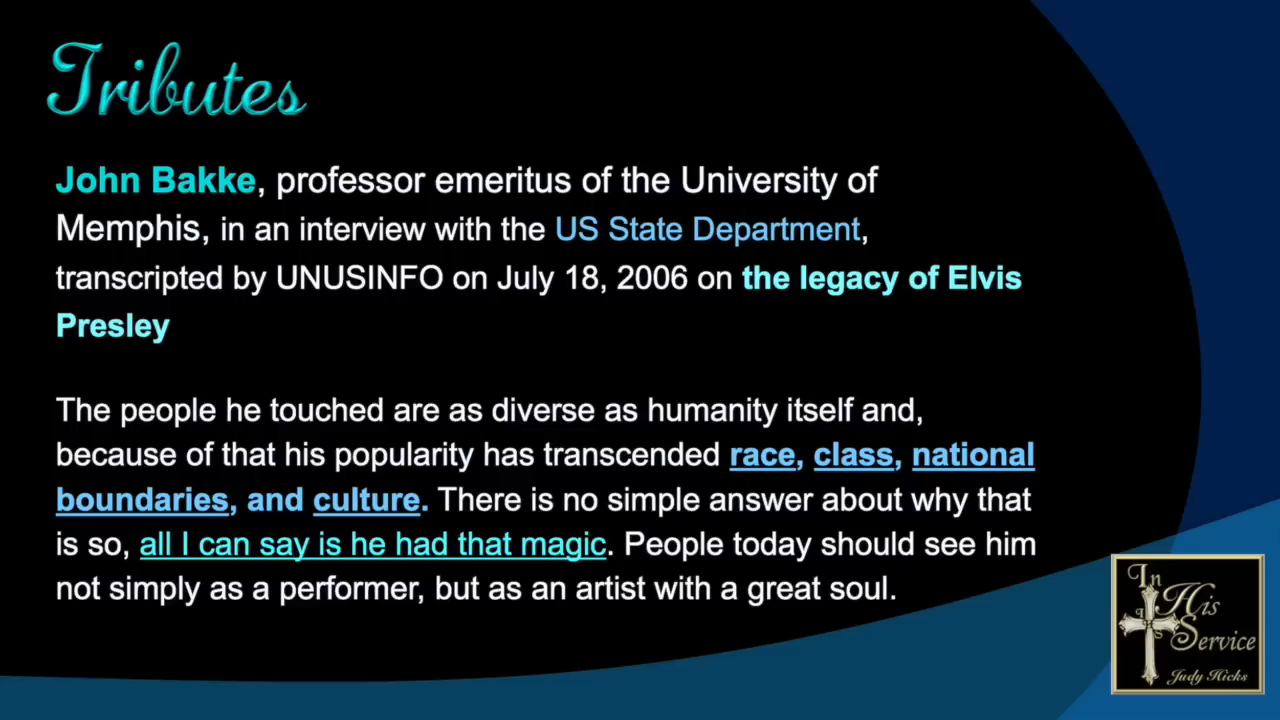 Tributes
John Bakke, professor emeritus of the University of
Memphis, in an interview with the US State Department,
transcripted by UNUSINFO on July 18, 2006 on the legacy of Elvis
Presley
The people he touched are as diverse as humanity itself and,
because of that his popularity has transcended race, class, national
boundaries, and culture. There is no simple answer about why that
is so, all I can say is he had that magic. People today should see him
not simply as a performer, but as an artist with a great soul.
In
His
Service
Judy Hicks